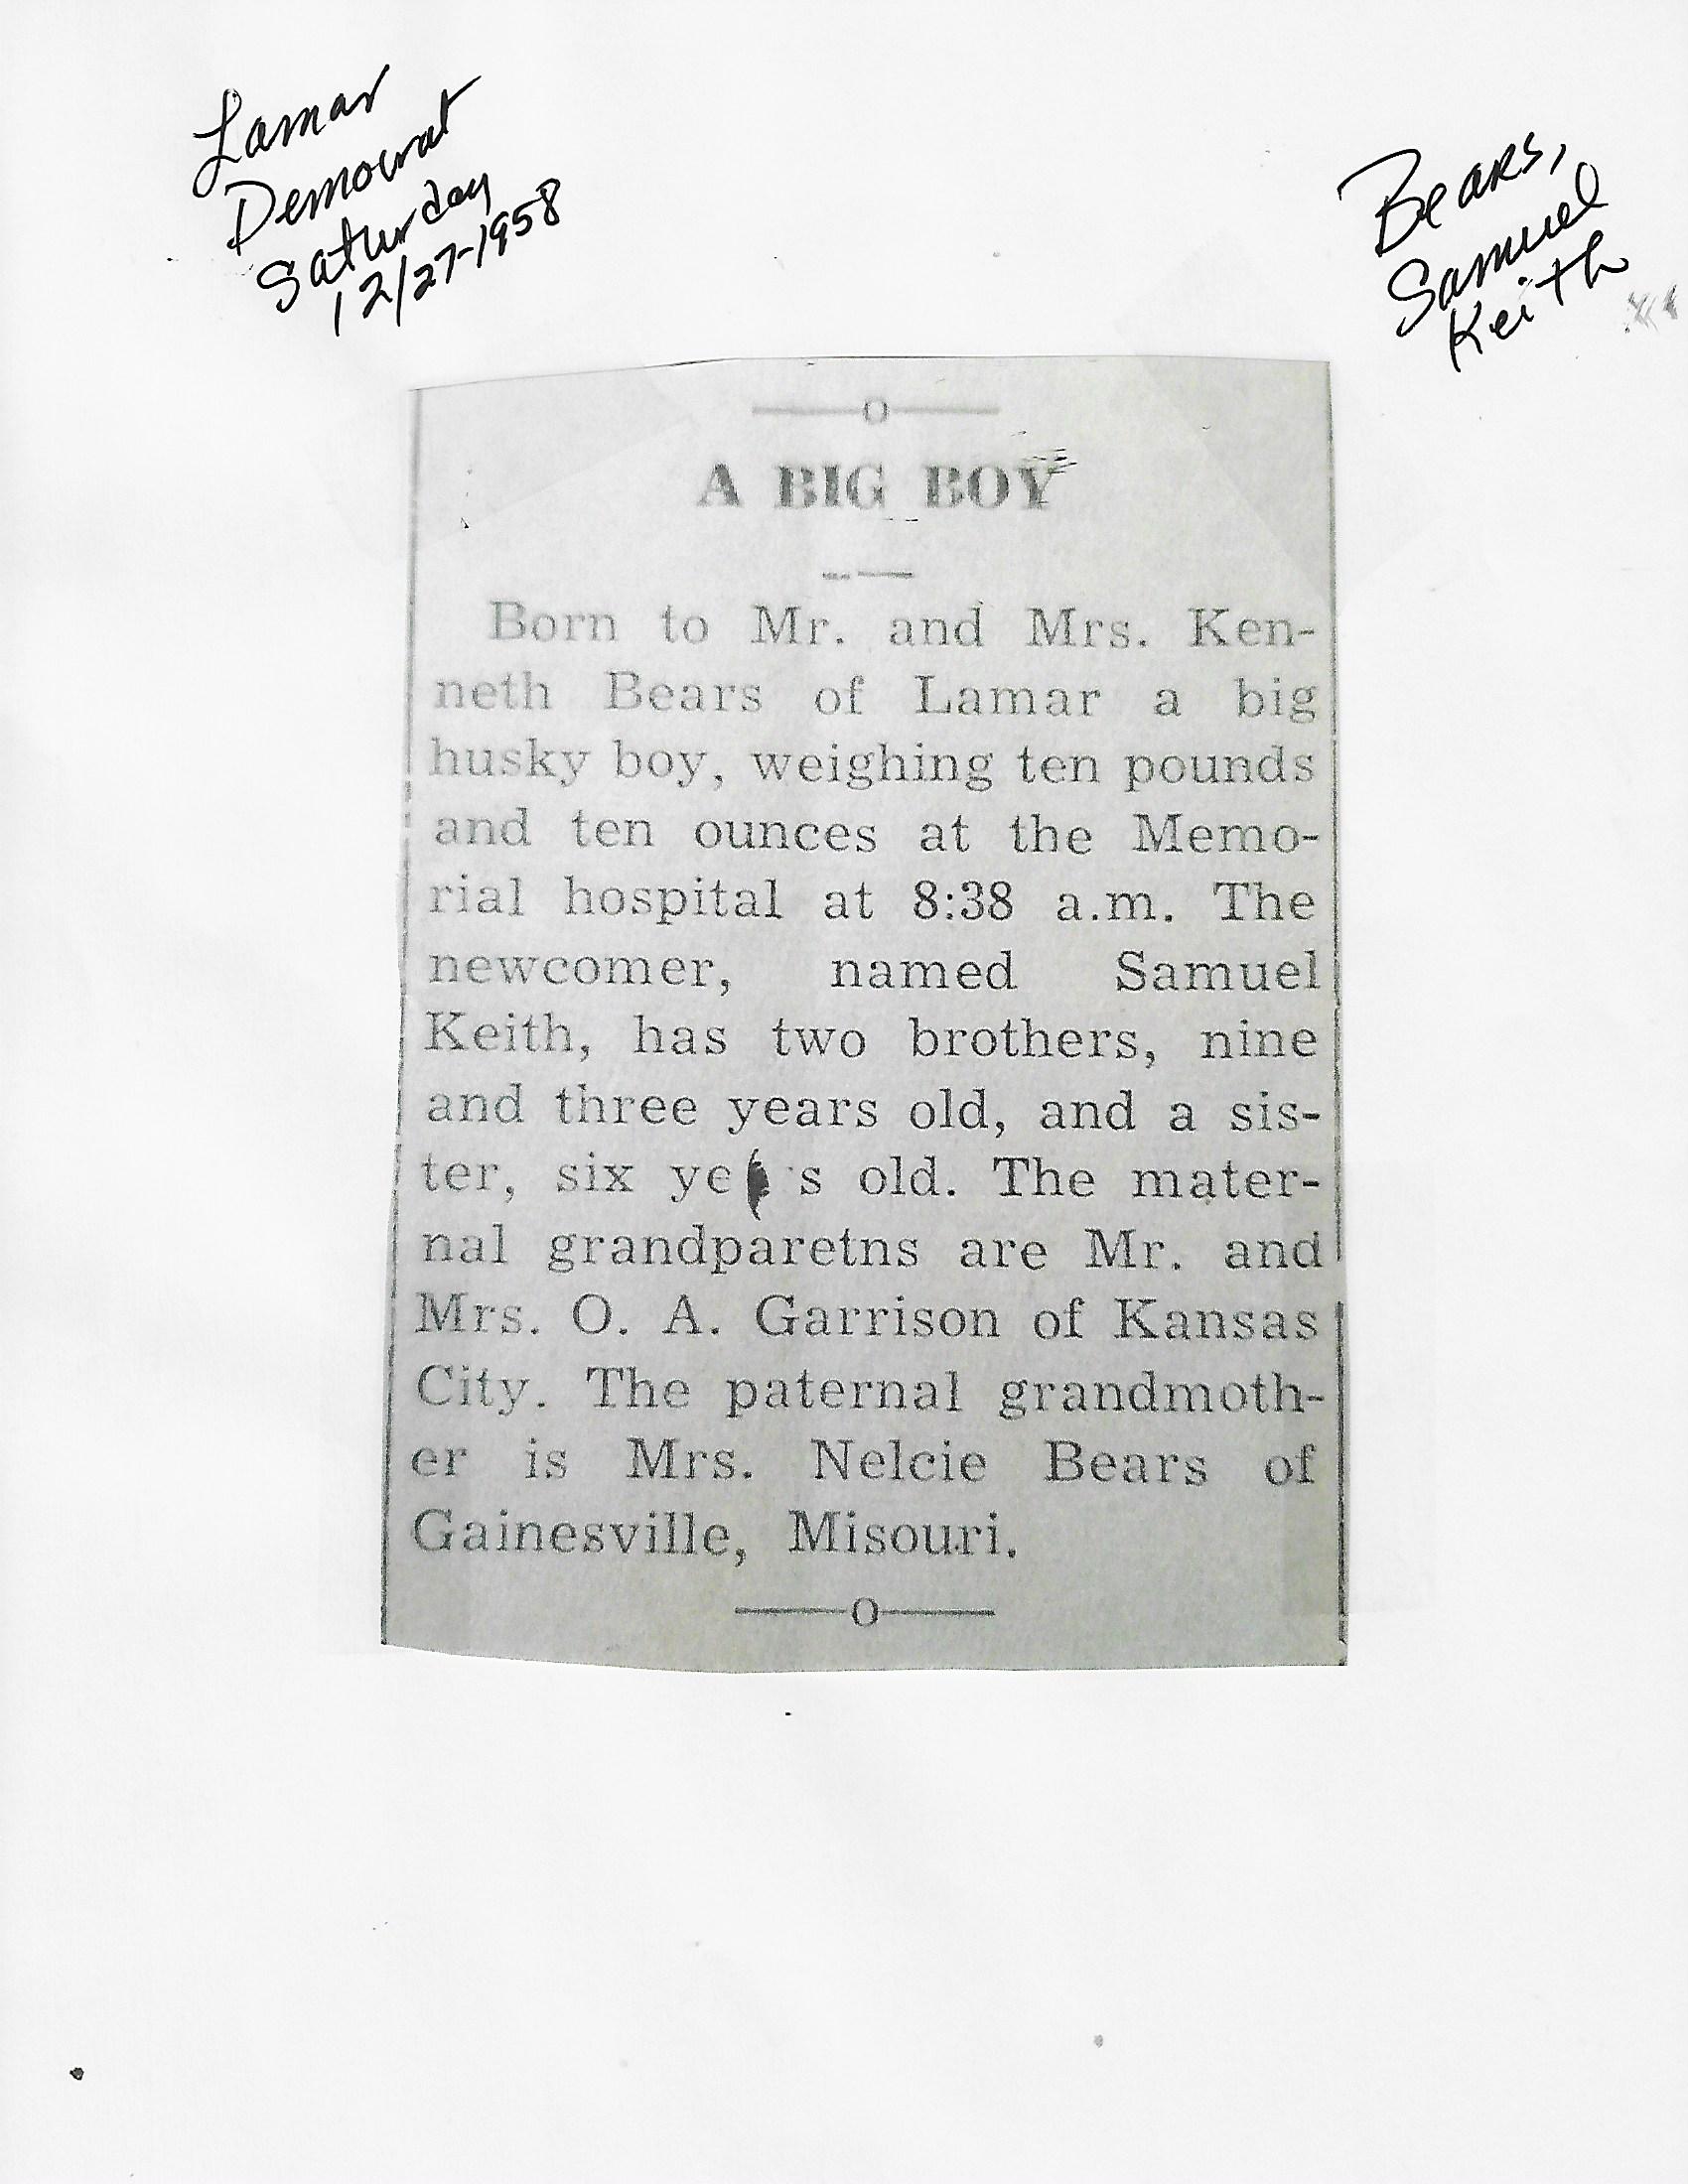 Lamar
Democrat
Saturday
12/27-1958
Bears,
Samuel
Keith
A BIG BOY
Born to Mr. and Mrs. Ken-
neth Bears of Lamar a big
husky boy, weighing ten pounds
and ten ounces at the Memo-
rial hospital at 8:38 a.m. The
newcomer, named Samuel
Keith, has two brothers, nine
and three years old, and a sis-
ter, six years old. The mater-
nal grandparetns are Mr. and
Mrs. O. A. Garrison of Kansas
City. The paternal grandmoth-
er is Mrs. Nelcie Bears of
Gainesville, Misouri.